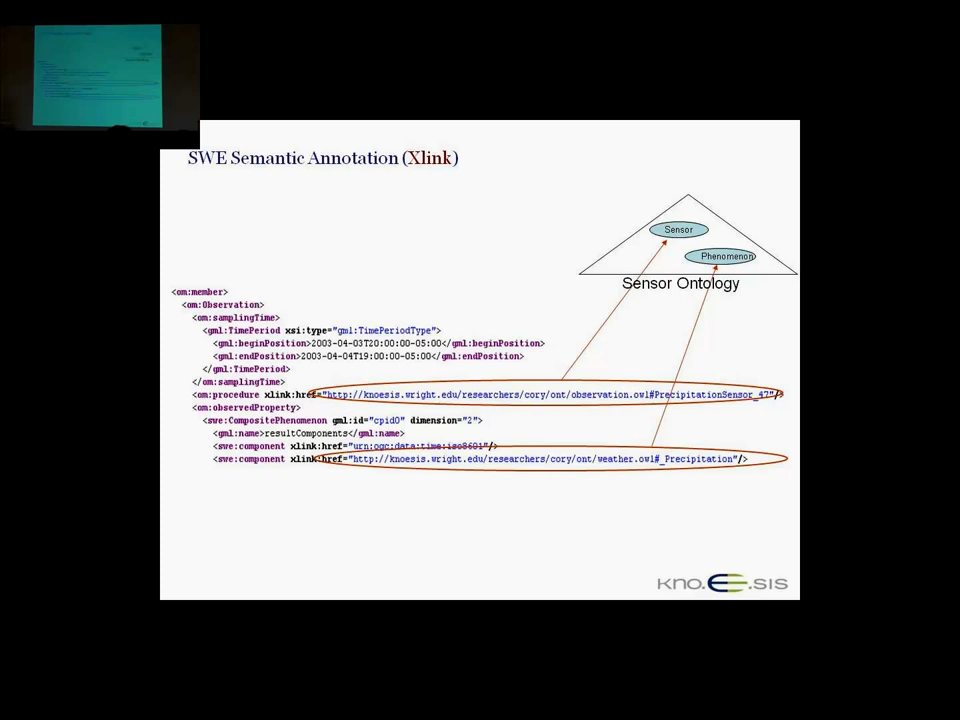 SWE Semantic Annotation (Xlink)
Sensor
Phenomenon
Sensor Ontology
<om:member>
<om:Observation>
<om:samplingTime>
<gml:TimePeriod xsi:type="gml:TimePeriodType">
<gml:beginPosition>2003-04-03T20:00:00-05:00</gml:beginPosition>
<gml:endPosition>2003-04-04T19:00:00-05:00</gml:endPosition>
</gml:TimePeriod>
</om:samplingTime>
<om:procedure xlink:href="http://knoesis.wright.edu/researchers/cory/ont/observation.owl#PrecipitationSensor_47"/>
<om:observedProperty>
<swe:CompositePhenomenon gml:id="cpid0" dimension="2">
<gml:name>resultComponents</gml:name>
<swe:component xlink:href="urn:ogc:data:time:iso8601"/>
<swe:component xlink:href="http://knoesis.wright.edu/researchers/cory/ont/weather.owl#_Precipitation"/>
kno.e.sis